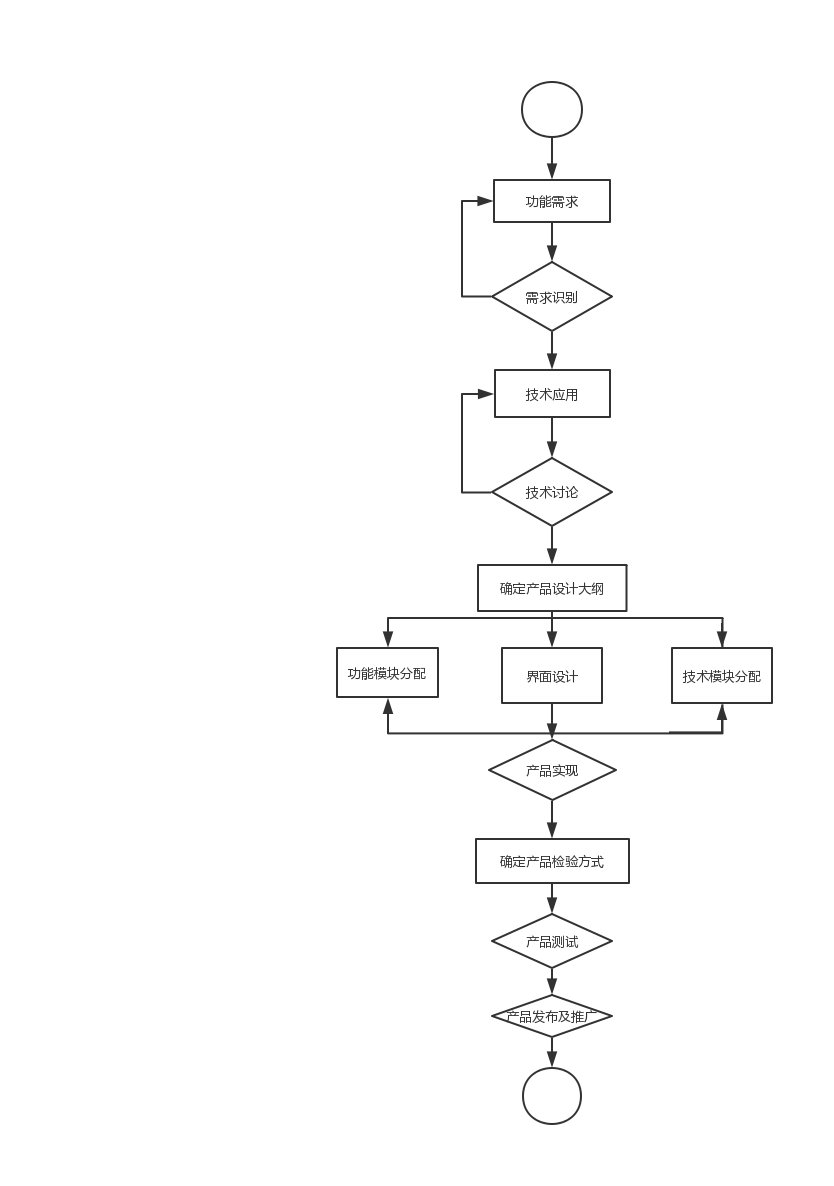 功能需求
需求识别
技术应用
技术讨论
确定产品设计大纲
功能模块分配
界面设计
技术模块分配
产品实现
确定产品检验方式
产品测试
产品发布及推广